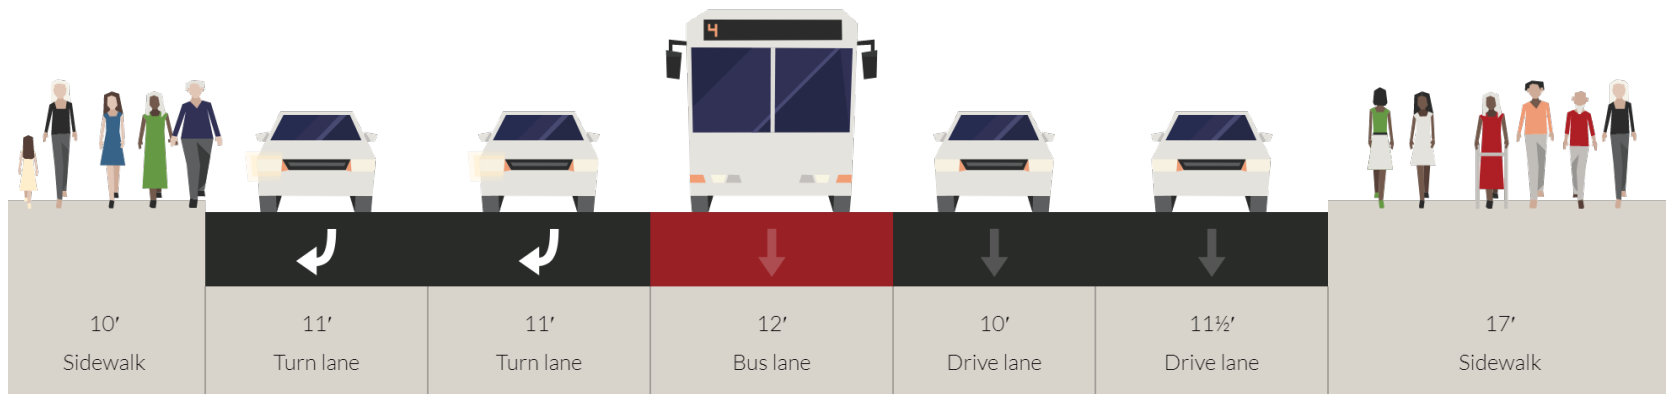 4
10′ 11′ 11′ 12′ 10′ 11½′ 17′
Sidewalk Turn lane Turn lane Bus lane Drive lane Drive lane Sidewalk